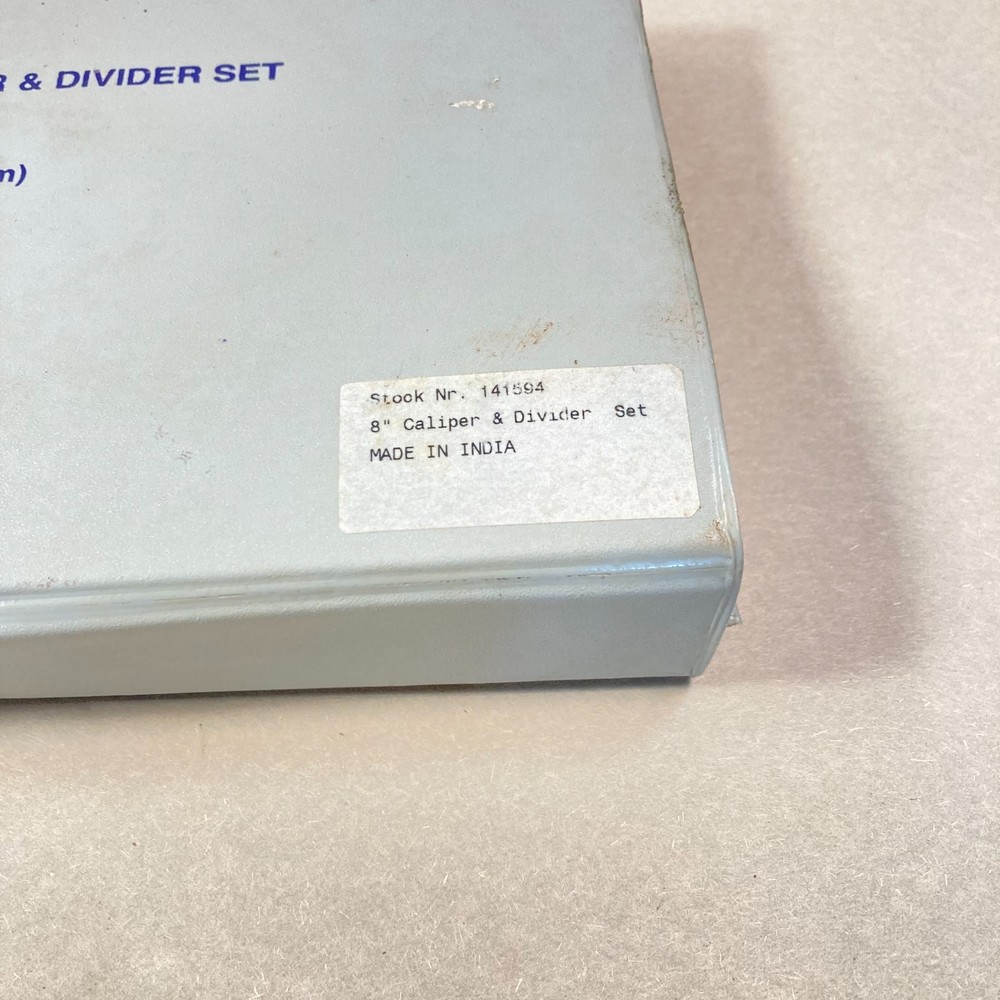 R & DIVIDER SET
m)
Stock Nr. 141594
8" Caliper & Divider Set
MADE IN INDIA